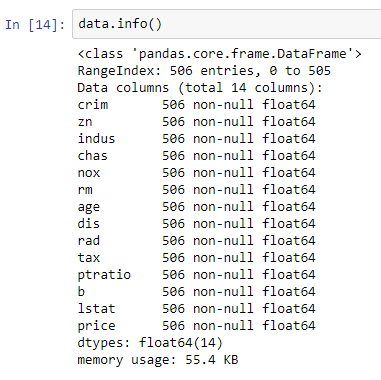 In [14]: data.info()
<class 'pandas.core.frame.DataFrame'>
RangeIndex: 506 entries, 0 to 505
Data columns (total 14 columns):
crim       506 non-null float64
zn         506 non-null float64
indus      506 non-null float64
chas       506 non-null float64
nox        506 non-null float64
rm         506 non-null float64
age        506 non-null float64
dis        506 non-null float64
rad        506 non-null float64
tax        506 non-null float64
ptratio    506 non-null float64
b          506 non-null float64
lstat      506 non-null float64
price      506 non-null float64
dtypes: float64(14)
memory usage: 55.4 KB